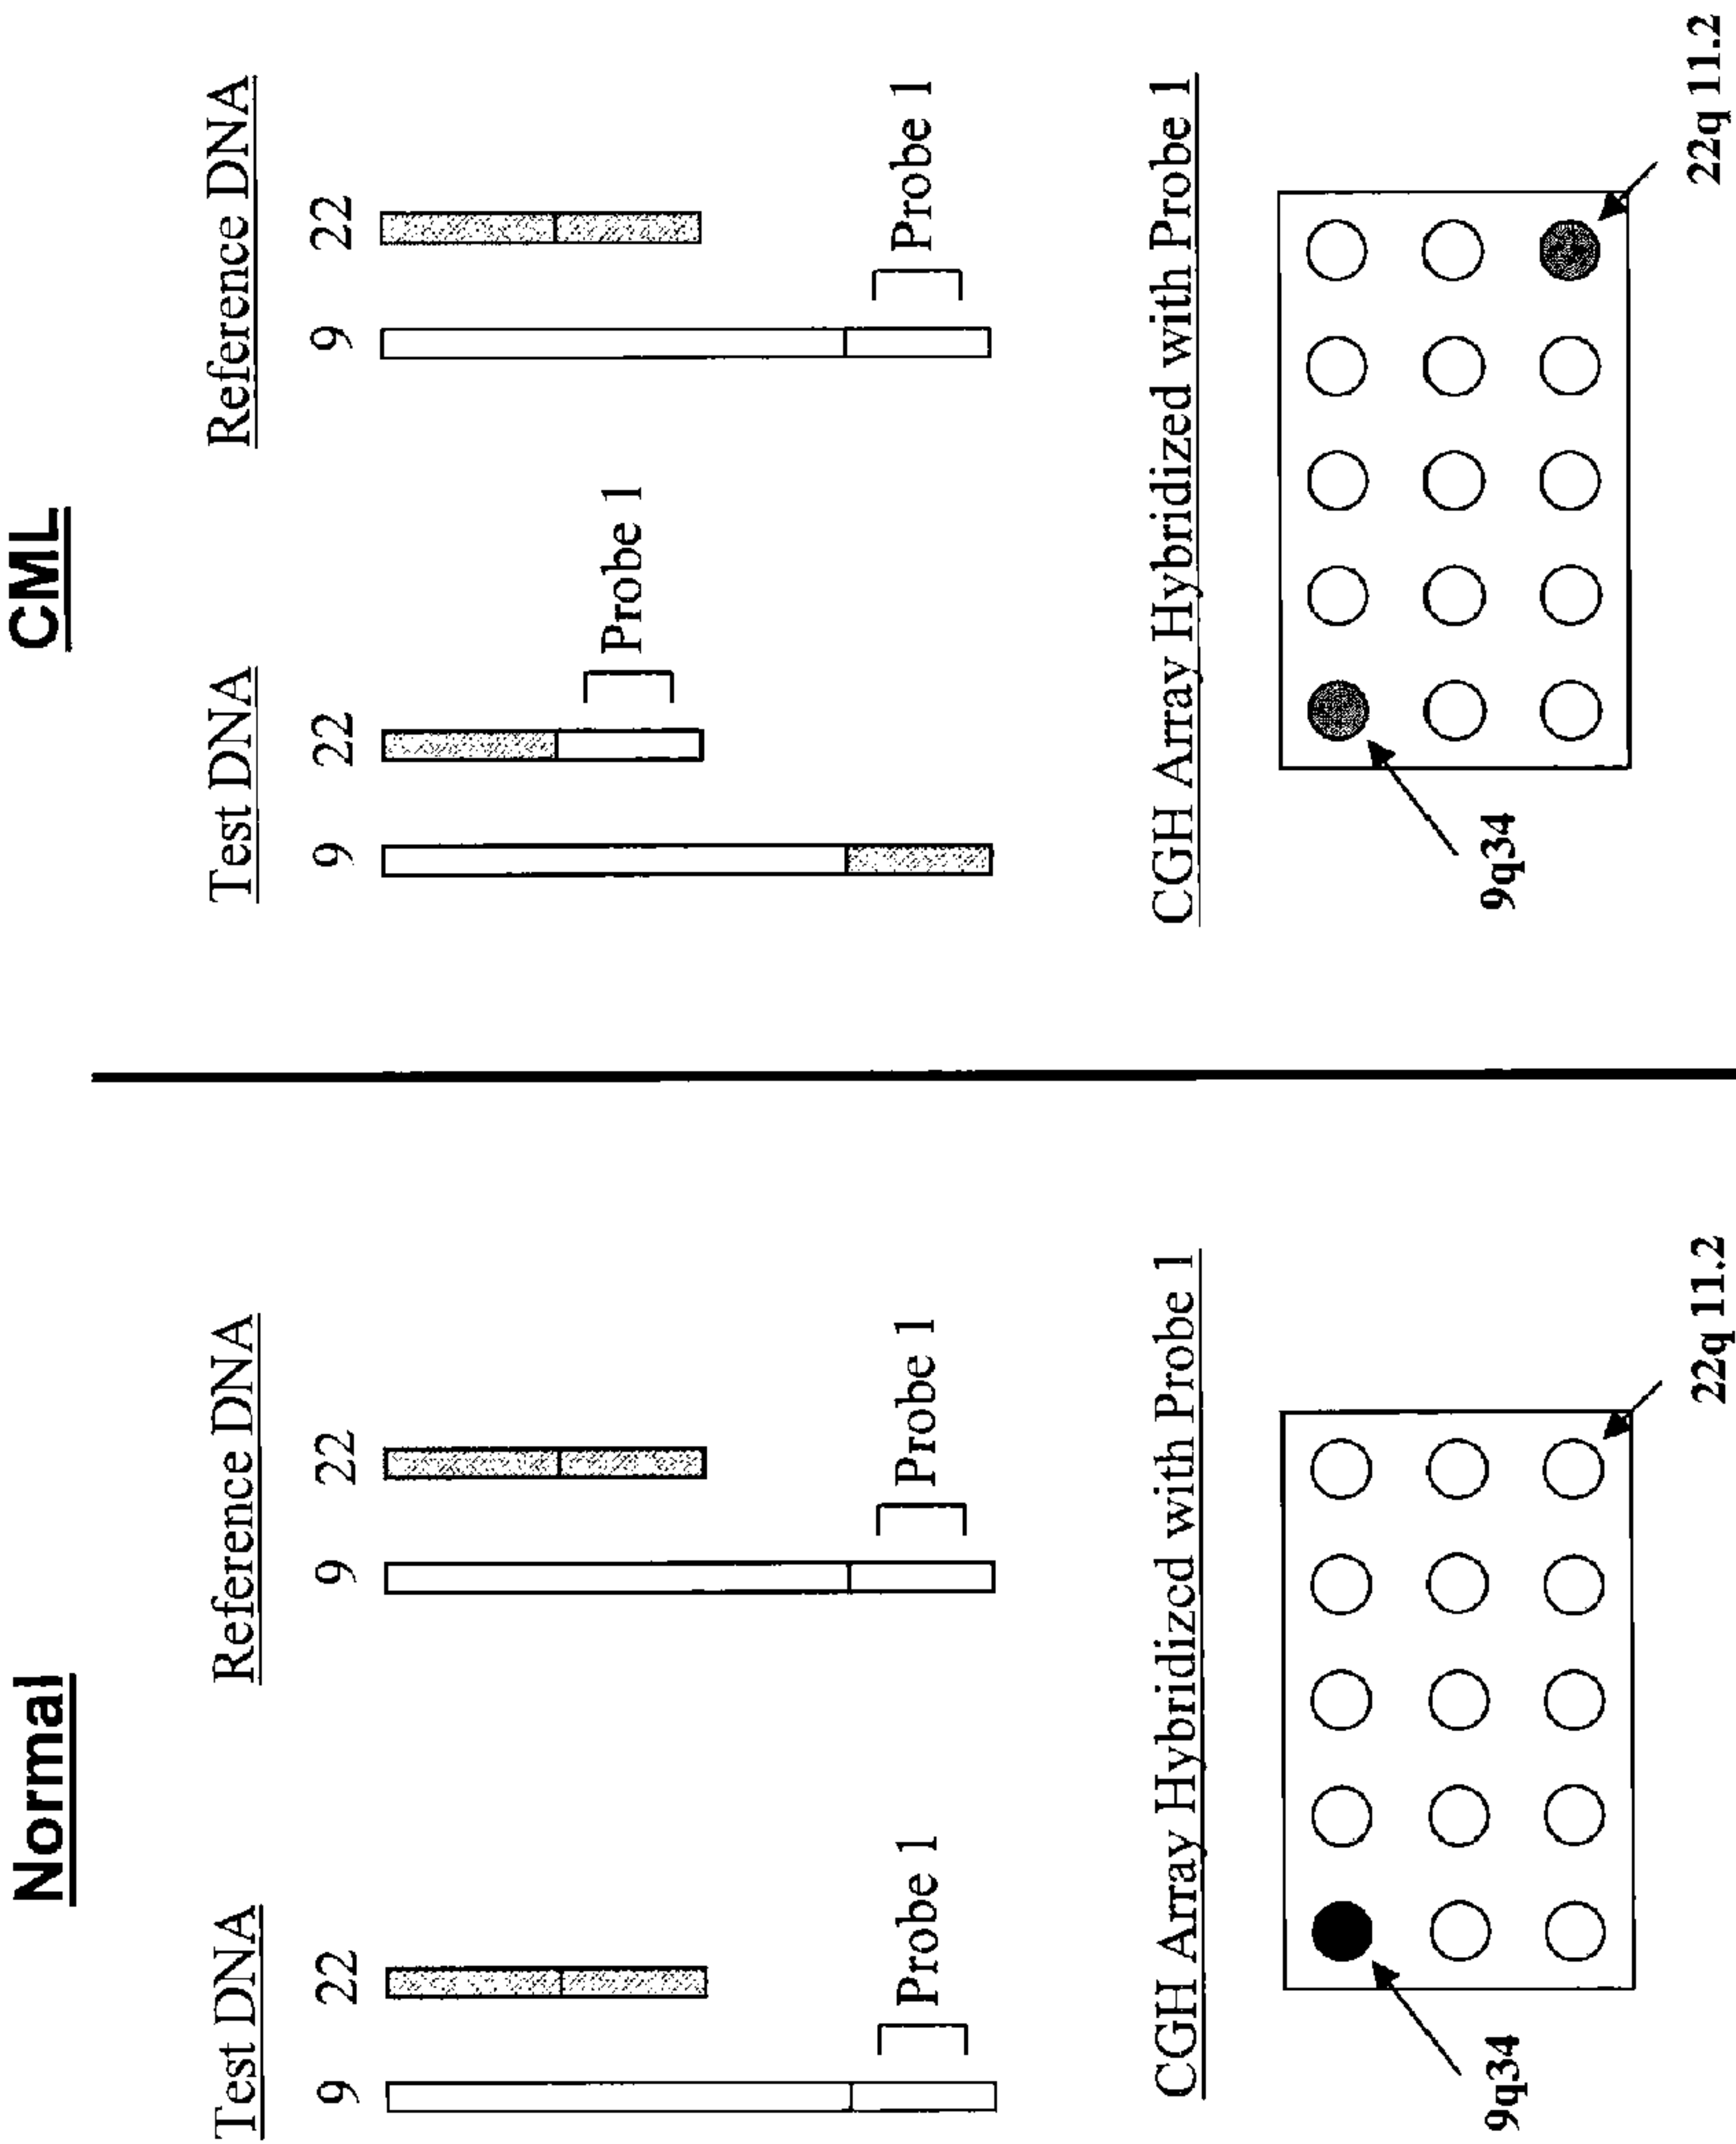 Normal
Test DNA
Reference DNA
9
22
9
22
Probe 1
Probe 1
CGH Array Hybridized with Probe 1
9q34
22q 11.2
CML
Test DNA
Reference DNA
9
22
9
22
Probe 1
Probe 1
CGH Array Hybridized with Probe 1
9q34
22q 11.2